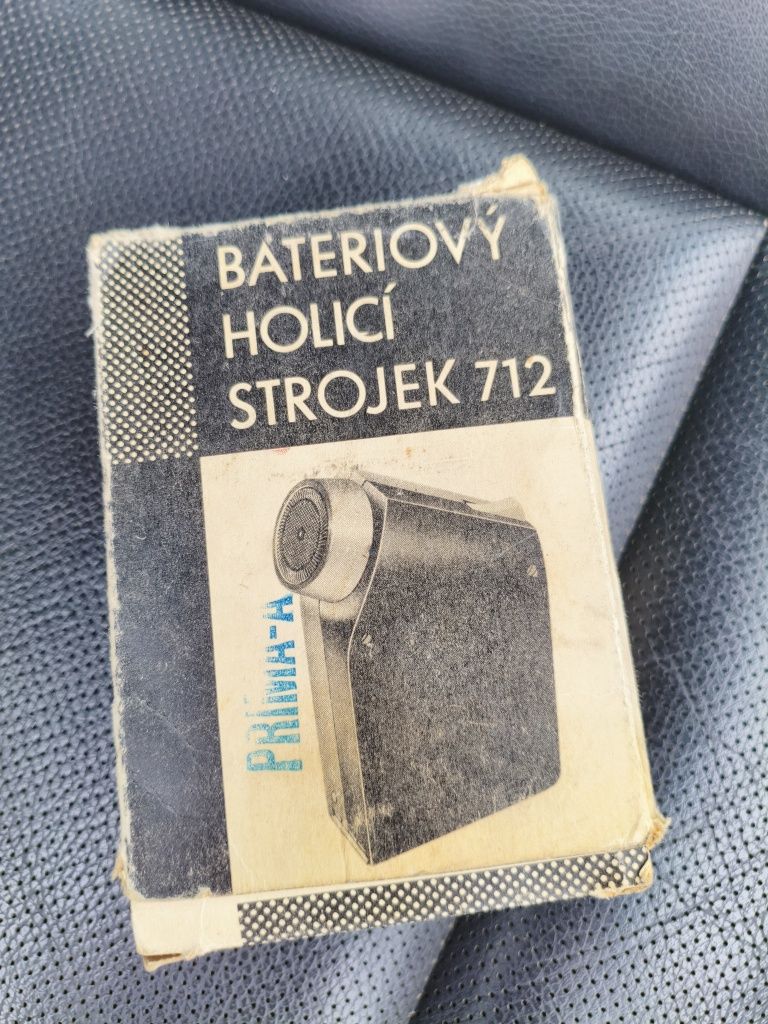 BATERIOVÝ
HOLICÍ
STROJEK 712
PRIMA-A